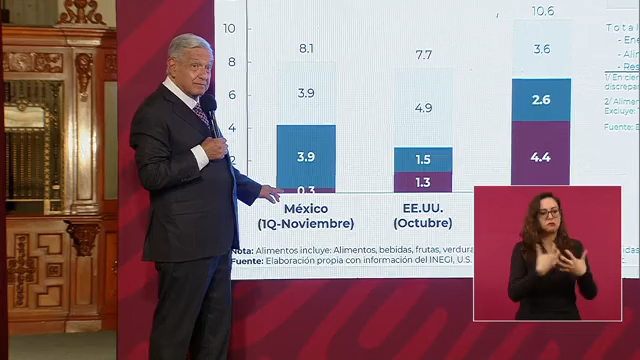 10.6
10
8
6
4
2
8.1
3.9
3.9
0.3
7.7
4.9
1.5
1.3
3.6
2.6
4.4
México
(1Q-Noviembre)
EE.UU.
(Octubre)
Total
- Ene
- Ali
- Res
1/ En cier
discrepa
2/ Alimen
Excluye:
Fuente: E
Nota: Alimentos incluye: Alimentos, bebidas, frutas, verdura
Fuente: Elaboración propia con información del INEGI, U.S.